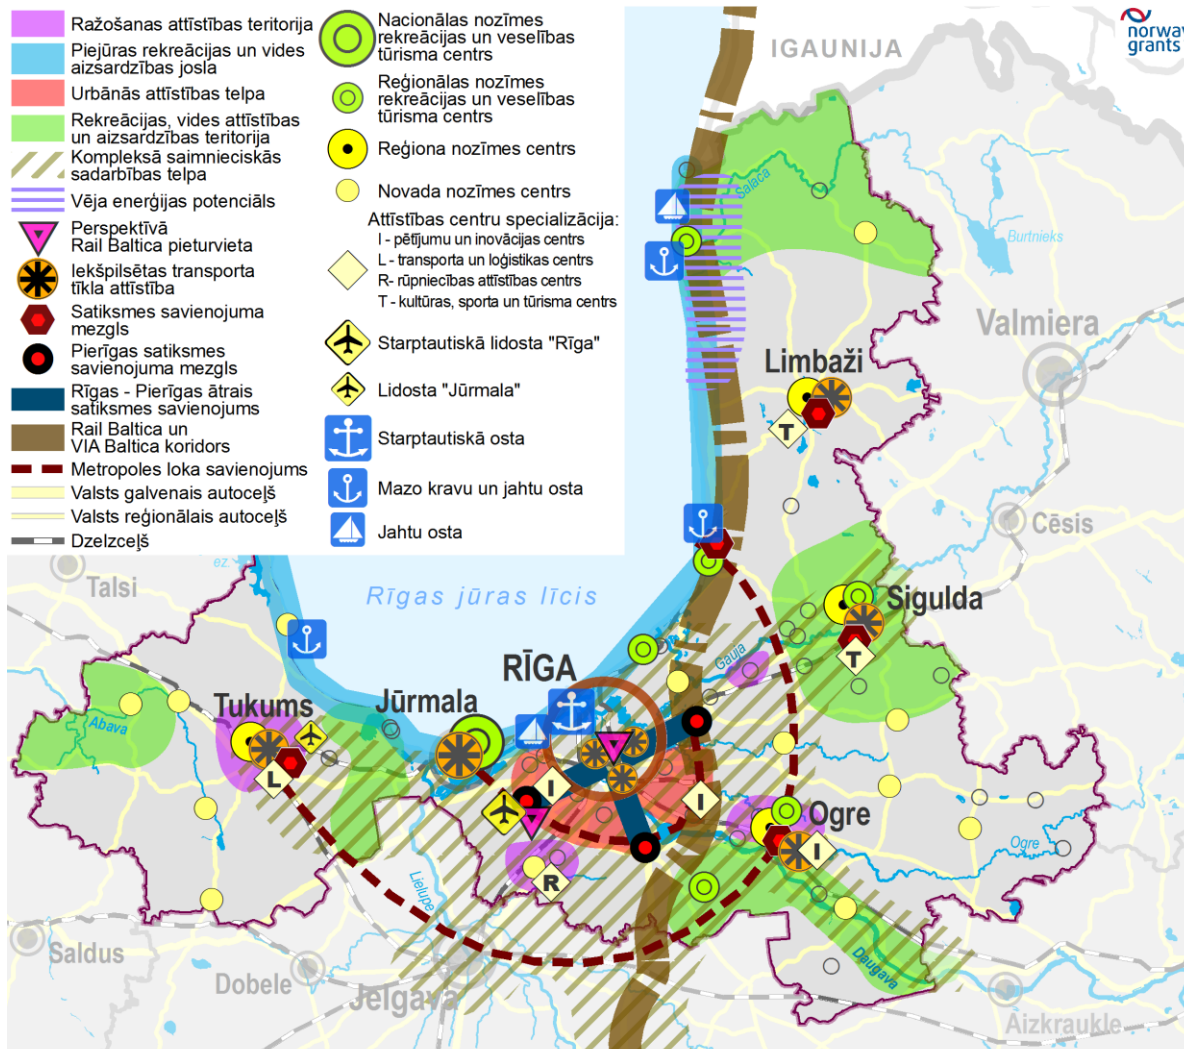 Ražošanas attīstības teritorija
Piejūras rekreācijas un vides
aizsardzības josla
Urbānās attīstības telpa
Rekreācijas, vides attīstības
un aizsardzības teritorija
Kompleksā saimnieciskās
sadarbības telpa
Vēja enerģijas potenciāls
Perspektīvā
Rail Baltica pieturvieta
Iekšpilsētas transporta
tīkla attīstība
Satiksmes savienojuma
mezgls
Pierīgas satiksmes
savienojuma mezgls
Rīgas - Pierīgas ātrais
satiksmes savienojums
Rail Baltica un
VIA Baltica koridors
Metropoles loka savienojums
Valsts galvenais autoceļš
Valsts reģionālais autoceļš
Dzelzceļš
Nacionālas nozīmes
rekreācijas un veselības
tūrisma centrs
Reģionālas nozīmes
rekreācijas un veselības
tūrisma centrs
Reģiona nozīmes centrs
Novada nozīmes centrs
Attīstības centru specializācija:
I - pētījumu un inovācijas centrs
L - transporta un loģistikas centrs
R- rūpniecības attīstības centrs
T - kultūras, sporta un tūrisma centrs
Starptautiskā lidosta "Rīga"
Lidosta "Jūrmala"
Starptautiskā osta
Mazo kravu un jahtu osta
Jahtu osta
norway
grants
IGAUNIJA
Salaca
Burtnieks
Valmiera
Limbaži
T
Cēsis
Talsi
ez.
Rīgas jūras līcis
Sigulda
T
Gauja
RĪGA
Jūrmala
Tukums
Abava
L
I
I
Ogre
I
Ogre
R
Lielupe
Daugava
Saldus
Dobele
Jelgava
Aizkraukle